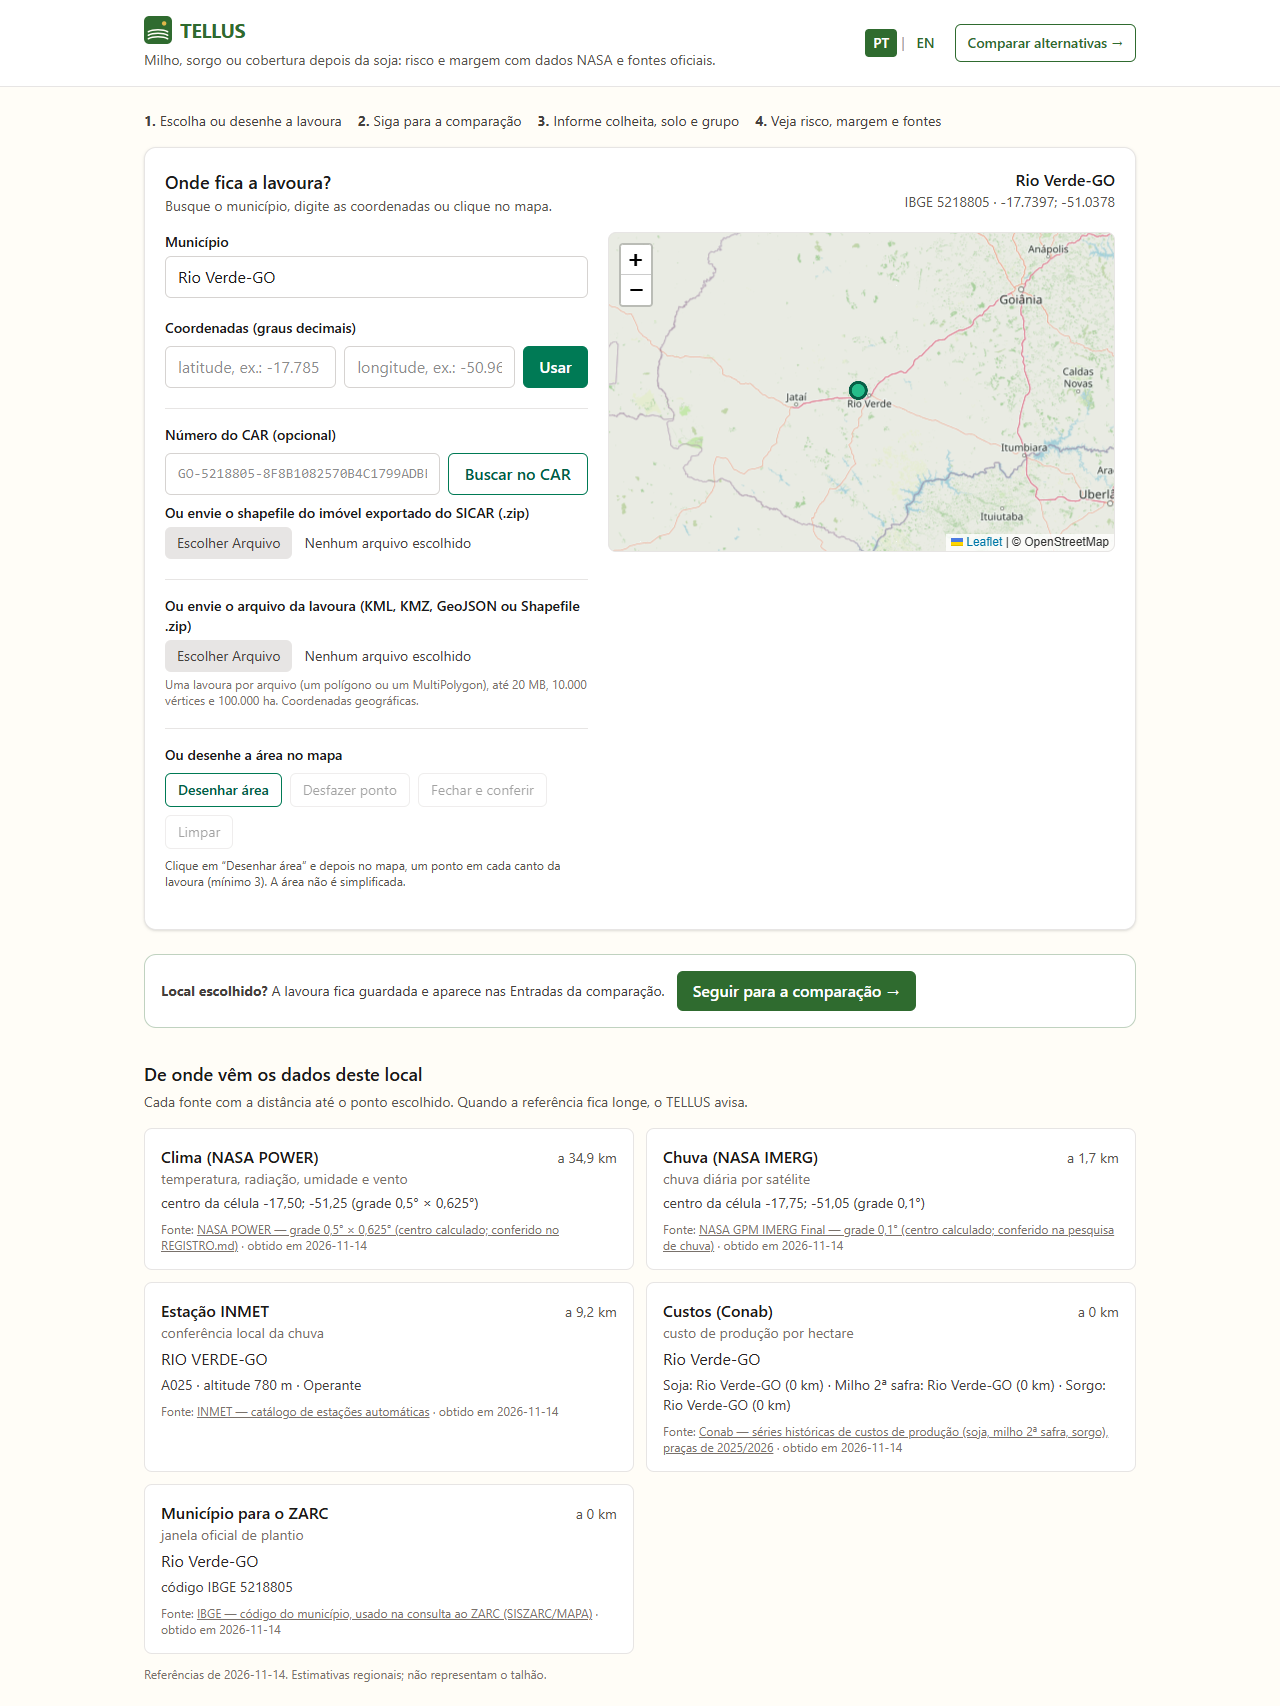 TELLUS
Milho, sorgo ou cobertura depois da soja: risco e margem com dados NASA e fontes oficiais.
PT | EN
Comparar alternativas →
1. Escolha ou desenhe a lavoura 2. Siga para a comparação 3. Informe colheita, solo e grupo 4. Veja risco, margem e fontes
Onde fica a lavoura?
Busque o município, digite as coordenadas ou clique no mapa.
Rio Verde-GO
IBGE 5218805 · -17.7397; -51.0378
Município
Rio Verde-GO
Coordenadas (graus decimais)
latitude, ex.: -17.785
longitude, ex.: -50.96
Usar
Número do CAR (opcional)
GO-5218805-8F8B1082570B4C1799ADB
Buscar no CAR
Ou envie o shapefile do imóvel exportado do SICAR (.zip)
Escolher Arquivo Nenhum arquivo escolhido
Ou envie o arquivo da lavoura (KML, KMZ, GeoJSON ou Shapefile
.zip)
Escolher Arquivo Nenhum arquivo escolhido
Uma lavoura por arquivo (um polígono ou um MultiPolygon), até 20 MB, 10.000
vértices e 100.000 ha. Coordenadas geográficas.
Ou desenhe a área no mapa
Desenhar área
Desfazer ponto
Fechar e conferir
Limpar
Clique em “Desenhar área” e depois no mapa, um ponto em cada canto da
lavoura (mínimo 3). A área não é simplificada.
+
−
Anápolis
Goiânia
Caldas
Novas
Jataí
Rio Verde
Itumbiara
Ara
Uberlâ
Ituiutaba
Leaflet | © OpenStreetMap
Local escolhido? A lavoura fica guardada e aparece nas Entradas da comparação.
Seguir para a comparação →
De onde vêm os dados deste local
Cada fonte com a distância até o ponto escolhido. Quando a referência fica longe, o TELLUS avisa.
Clima (NASA POWER)
a 34,9 km
temperatura, radiação, umidade e vento
centro da célula -17,50; -51,25 (grade 0,5° × 0,625°)
Fonte: NASA POWER — grade 0,5° × 0,625° (centro calculado; conferido no
REGISTRO.md) · obtido em 2026-11-14
Chuva (NASA IMERG)
a 1,7 km
chuva diária por satélite
centro da célula -17,75; -51,05 (grade 0,1°)
Fonte: NASA GPM IMERG Final — grade 0,1° (centro calculado; conferido na pesquisa
de chuva) · obtido em 2026-11-14
Estação INMET
a 9,2 km
conferência local da chuva
RIO VERDE-GO
A025 · altitude 780 m · Operante
Fonte: INMET — catálogo de estações automáticas · obtido em 2026-11-14
Custos (Conab)
a 0 km
custo de produção por hectare
Rio Verde-GO
Soja: Rio Verde-GO (0 km) · Milho 2ª safra: Rio Verde-GO (0 km) · Sorgo:
Rio Verde-GO (0 km)
Fonte: Conab — séries históricas de custos de produção (soja, milho 2ª safra, sorgo),
praças de 2025/2026 · obtido em 2026-11-14
Município para o ZARC
a 0 km
janela oficial de plantio
Rio Verde-GO
código IBGE 5218805
Fonte: IBGE — código do município, usado na consulta ao ZARC (SISZARC/MAPA) ·
obtido em 2026-11-14
Referências de 2026-11-14. Estimativas regionais; não representam o talhão.